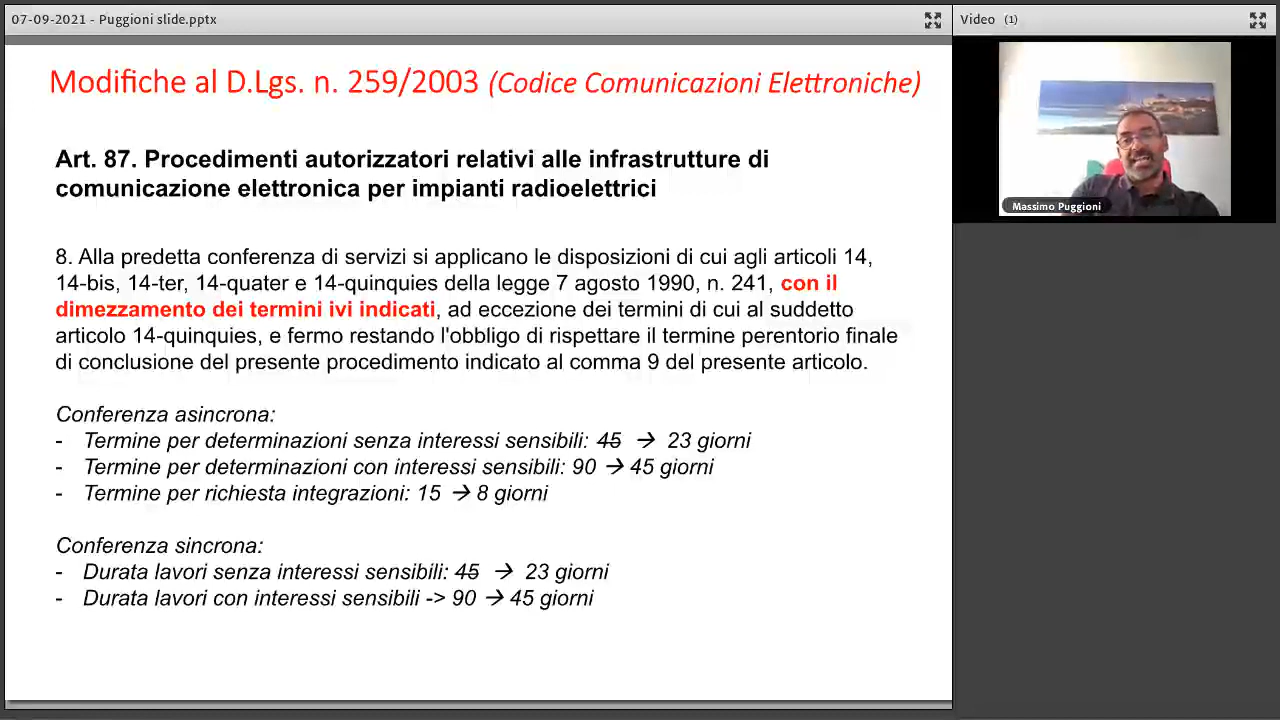 07-09-2021 - Puggioni slide.pptx
Video (1)
Massimo Puggioni
Modifiche al D.Lgs. n. 259/2003 (Codice Comunicazioni Elettroniche)
Art. 87. Procedimenti autorizzatori relativi alle infrastrutture di
comunicazione elettronica per impianti radioelettrici
8. Alla predetta conferenza di servizi si applicano le disposizioni di cui agli articoli 14,
14-bis, 14-ter, 14-quater e 14-quinquies della legge 7 agosto 1990, n. 241, con il
dimezzamento dei termini ivi indicati, ad eccezione dei termini di cui al suddetto
articolo 14-quinquies, e fermo restando l'obbligo di rispettare il termine perentorio finale
di conclusione del presente procedimento indicato al comma 9 del presente articolo.
Conferenza asincrona:
- Termine per determinazioni senza interessi sensibili: 45 → 23 giorni
- Termine per determinazioni con interessi sensibili: 90 → 45 giorni
- Termine per richiesta integrazioni: 15 → 8 giorni
Conferenza sincrona:
- Durata lavori senza interessi sensibili: 45 → 23 giorni
- Durata lavori con interessi sensibili -> 90 → 45 giorni